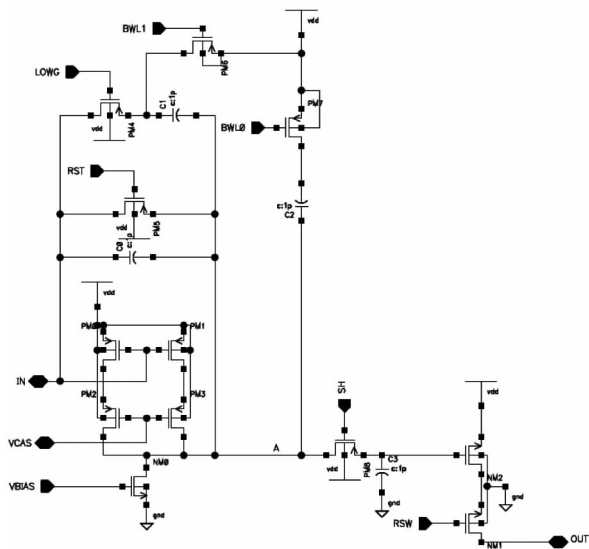 vdd
BWL1
PM6
LOWG
C1
c:1p
PM7
vdd
PM4
BWL0
RST
c:1p
C2
vdd
PM5
C0
c:1p
vdd
PM0
PM1
IN
PM2
PM3
SH
vdd
VCAS
A
NM0
C3
c:1p
vdd
PM8
gnd
NM2
VBIAS
gnd
gnd
RSW
NM1
OUT